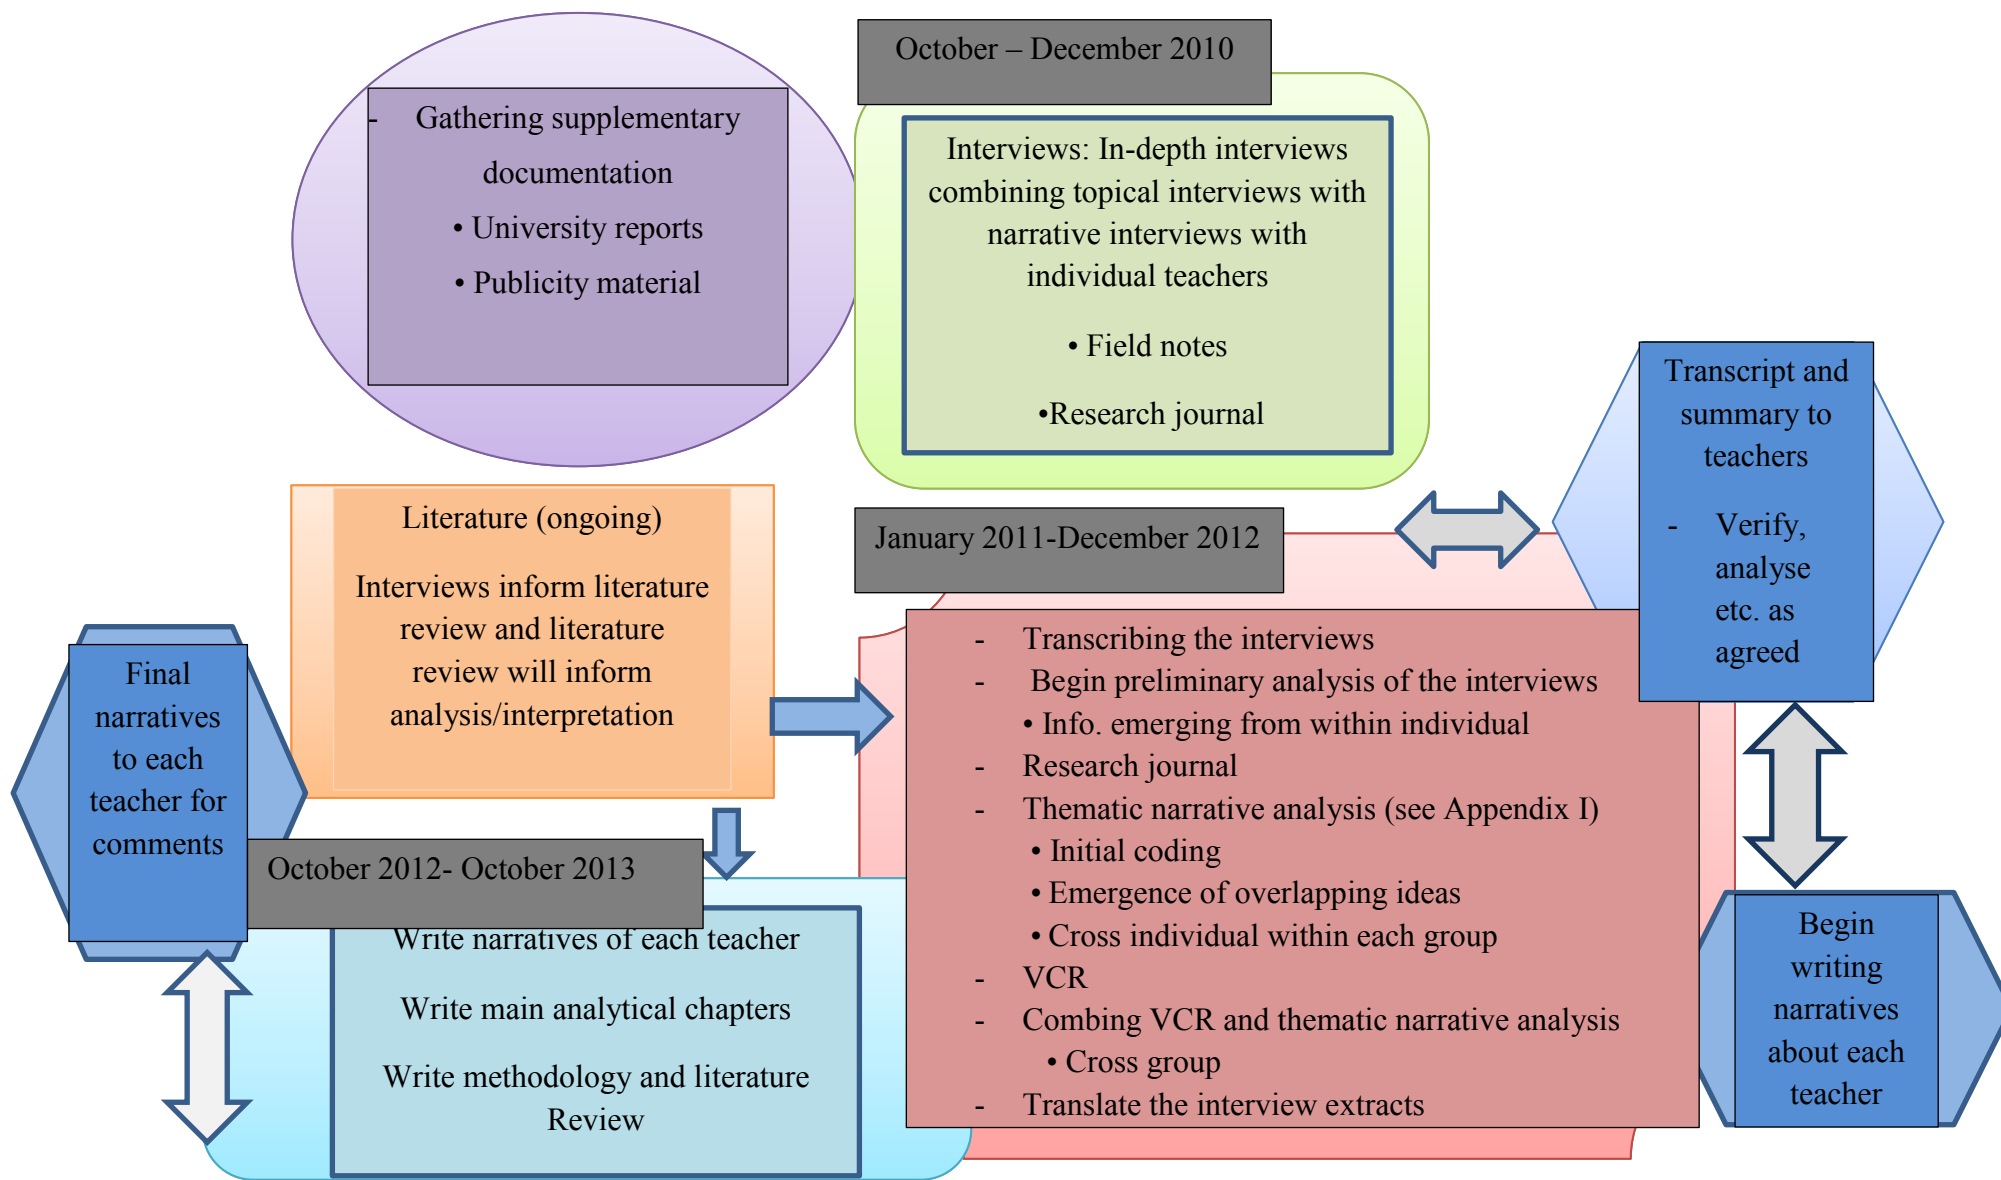 October – December 2010
- Gathering supplementary
documentation
• University reports
• Publicity material
Interviews: In-depth interviews
combining topical interviews with
narrative interviews with
individual teachers
• Field notes
•Research journal
Transcript and
summary to
teachers
- Verify,
analyse
etc. as
agreed
Literature (ongoing)
Interviews inform literature
review and literature
review will inform
analysis/interpretation
January 2011-December 2012
- Transcribing the interviews
- Begin preliminary analysis of the interviews
• Info. emerging from within individual
- Research journal
- Thematic narrative analysis (see Appendix I)
• Initial coding
• Emergence of overlapping ideas
• Cross individual within each group
- VCR
- Combing VCR and thematic narrative analysis
• Cross group
- Translate the interview extracts
Final
narratives
to each
teacher for
comments
October 2012- October 2013
Write narratives of each teacher
Write main analytical chapters
Write methodology and literature
Review
Begin
writing
narratives
about each
teacher